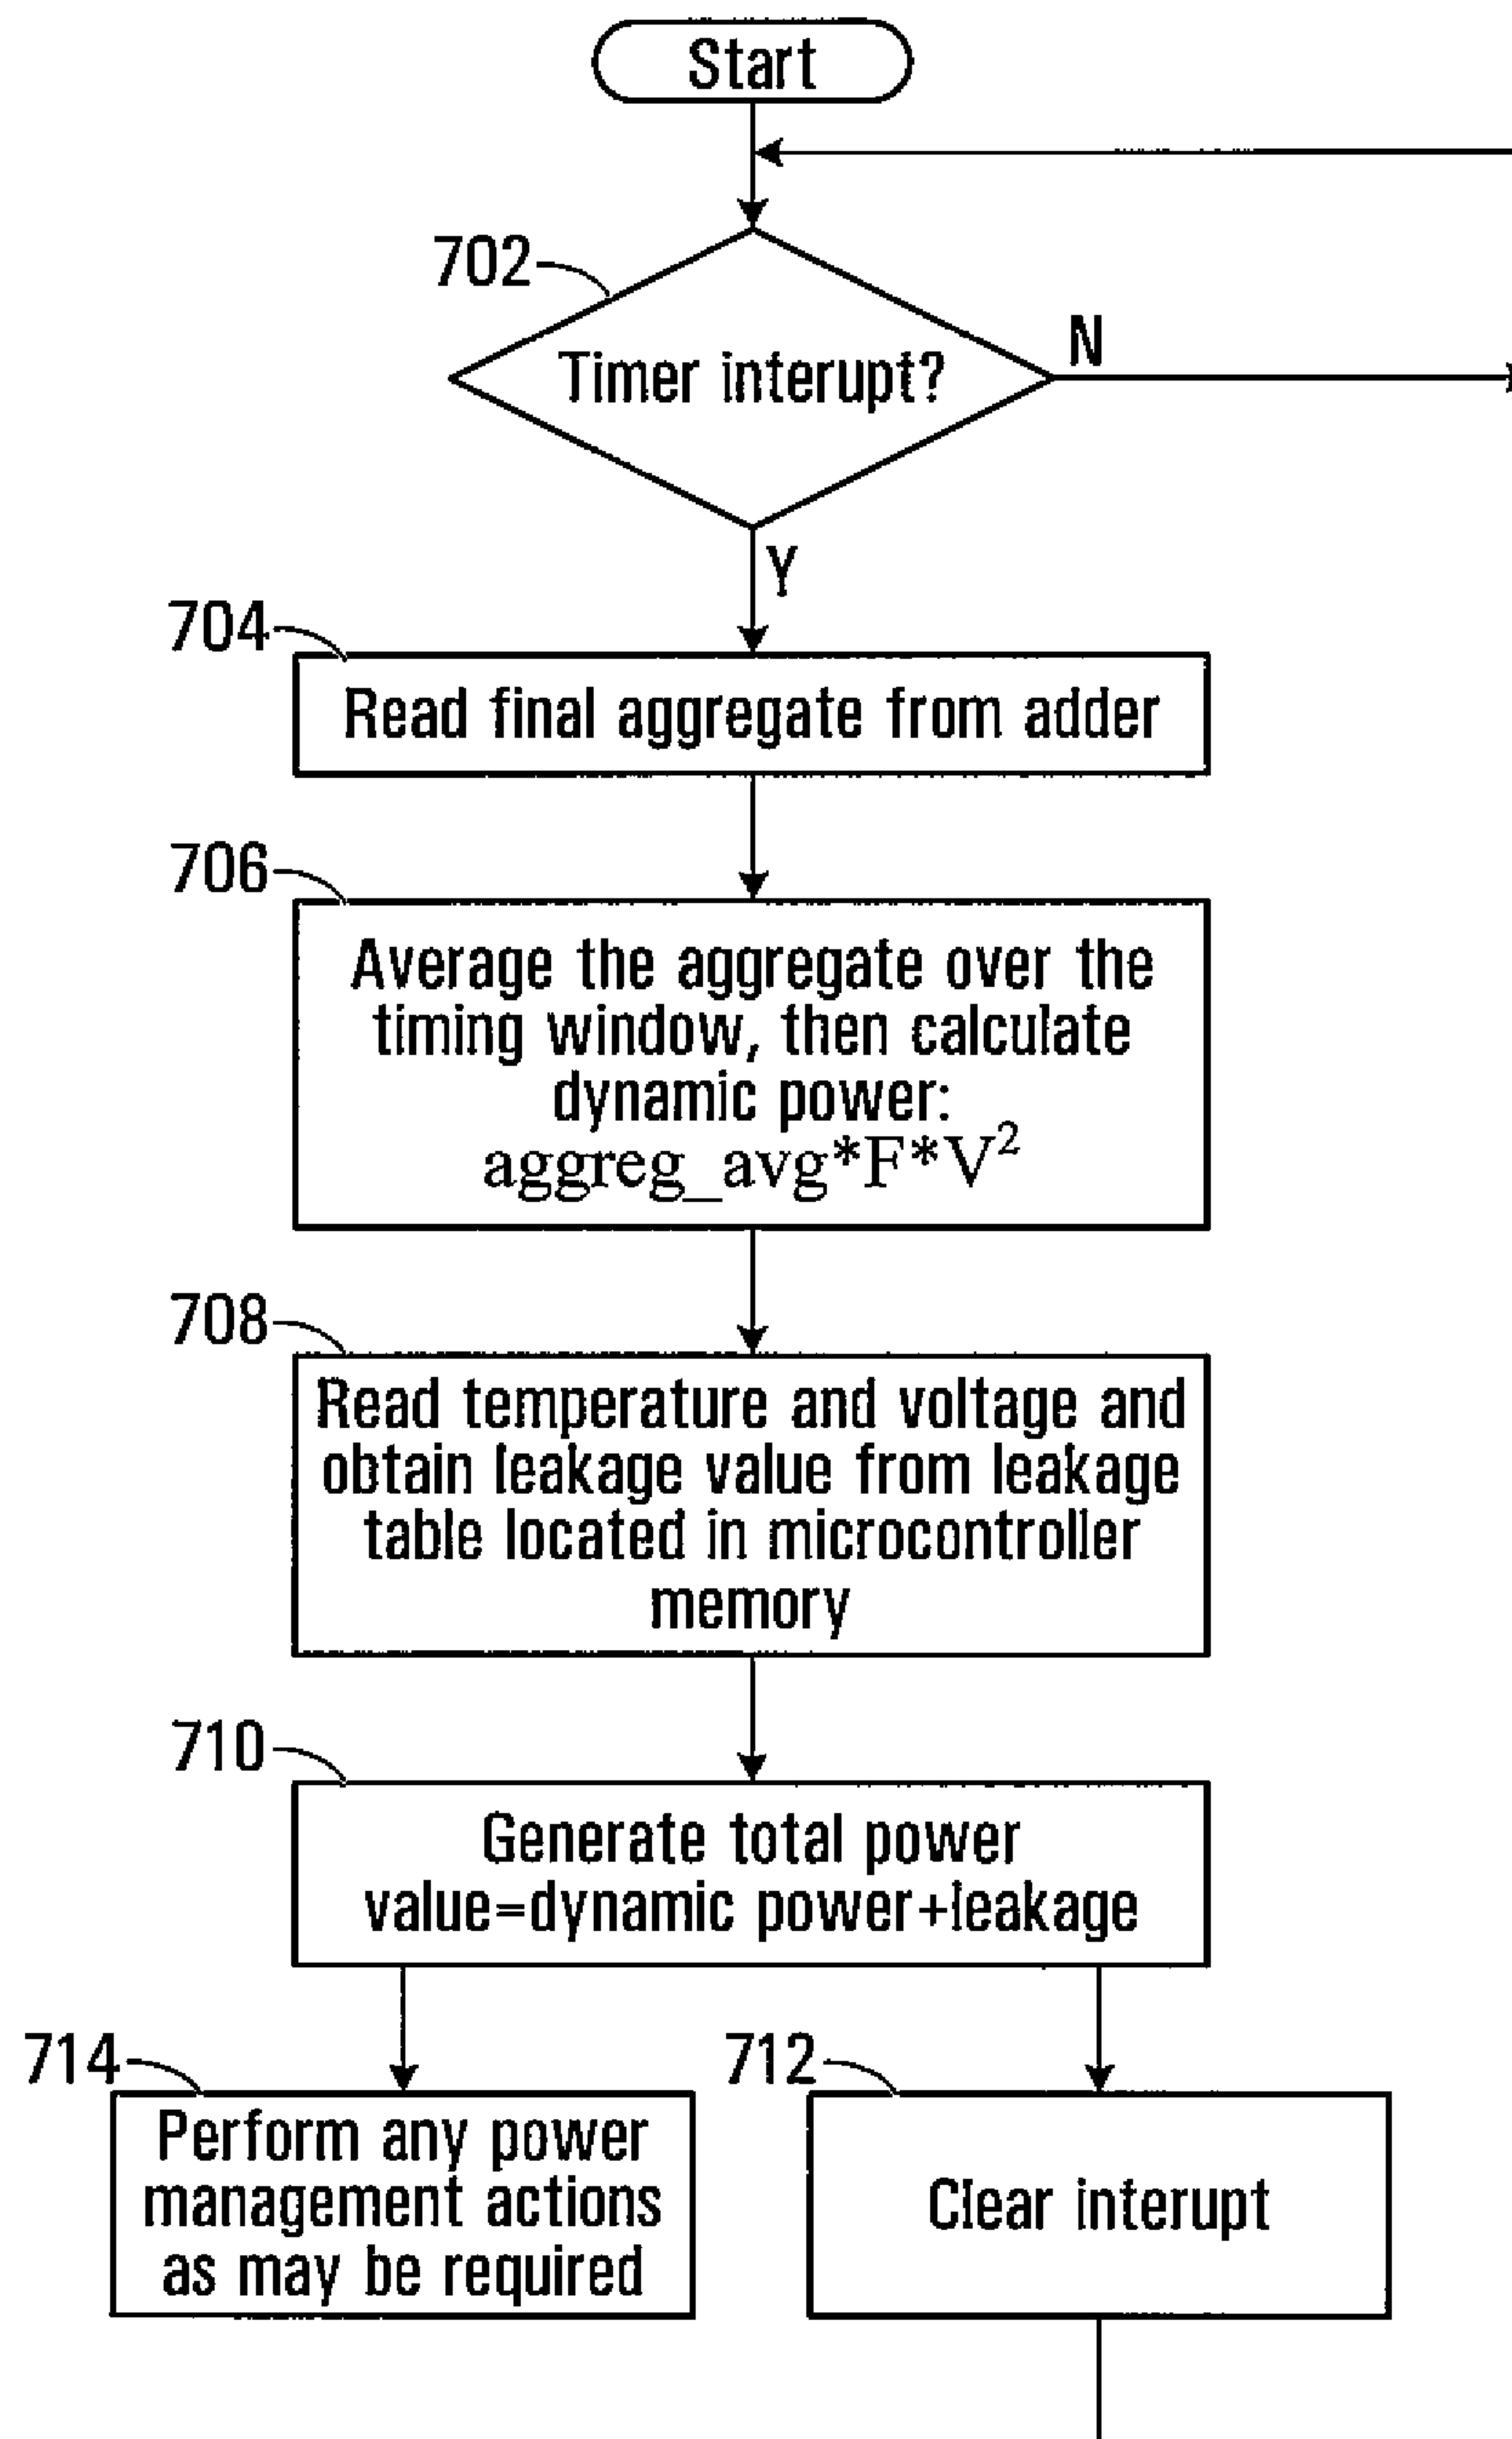 Start
702
Timer interupt?
N
Y
704
Read final aggregate from adder
706
Average the aggregate over the
timing window, then calculate
dynamic power:
aggreg_avg*F*V²
708
Read temperature and voltage and
obtain leakage value from leakage
table located in microcontroller
memory
710
Generate total power
value=dynamic power+leakage
714
Perform any power
management actions
as may be required
712
Clear interupt